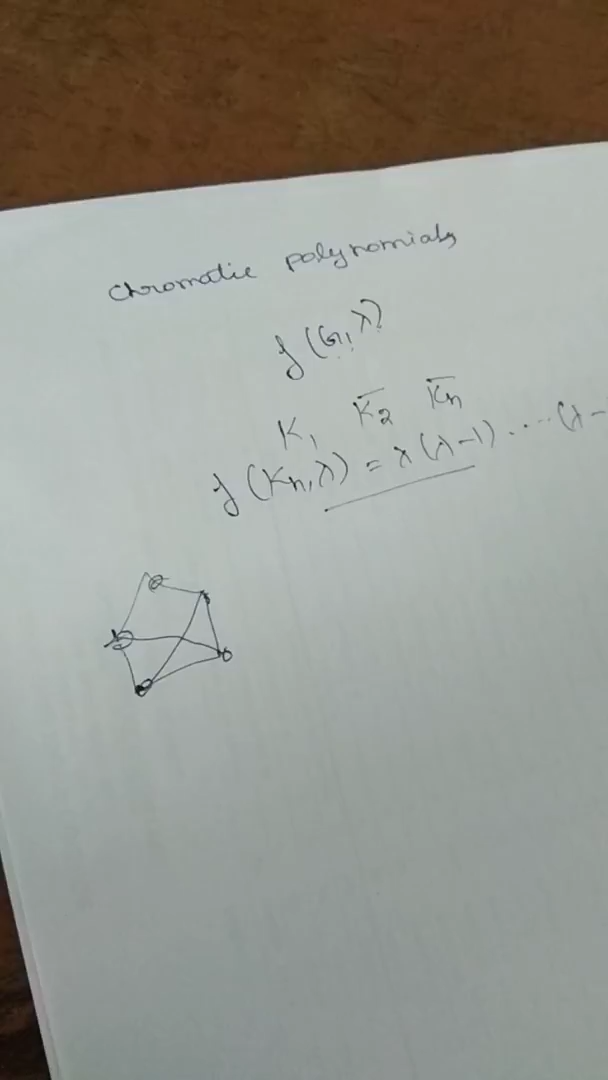 Chromatic polynomials
f(G, λ)
K₁ K̅₂ K̅n
f(Kn, λ) = λ(λ-1)....(λ-